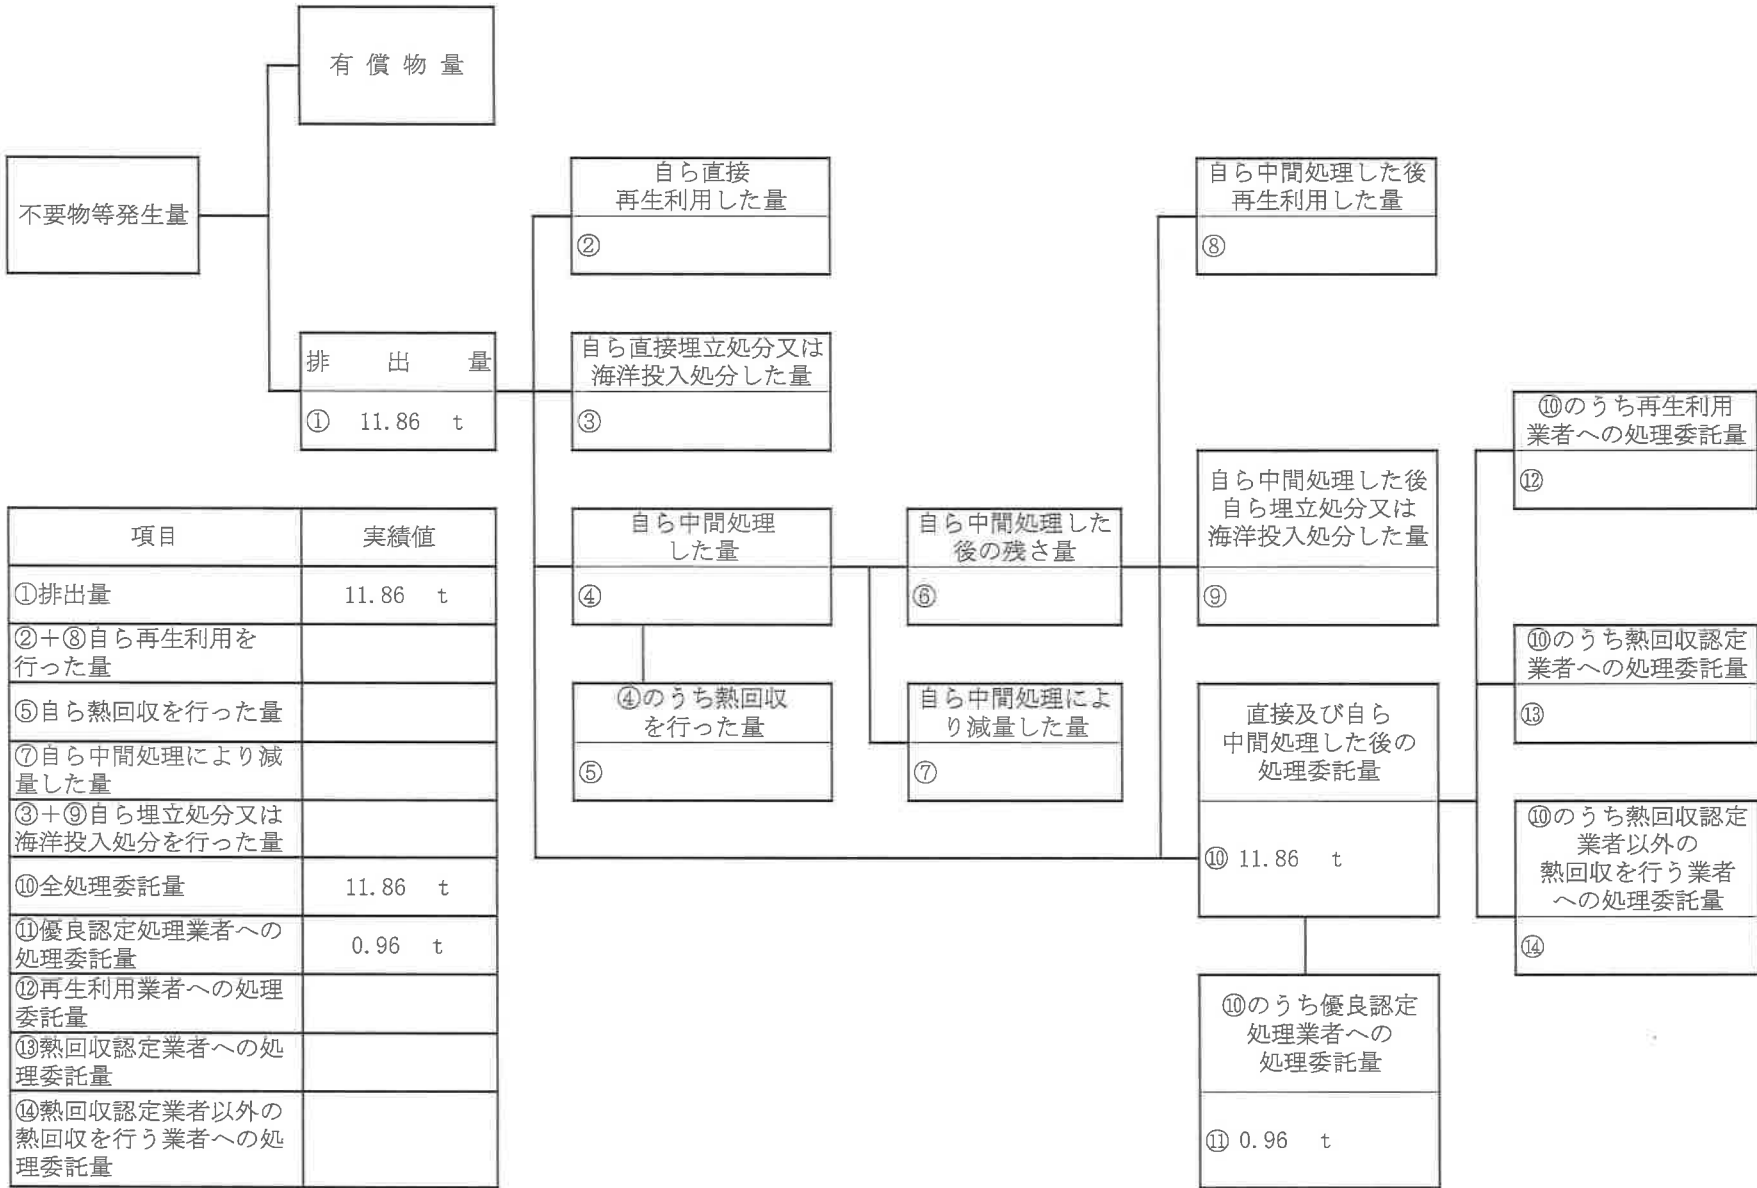 有償物量
不要物等発生量
排出量
① 11.86 t
自ら直接
再生利用した量
②
自ら直接埋立処分又は
海洋投入処分した量
③
自ら中間処理
した量
④
④のうち熱回収
を行った量
⑤
自ら中間処理した
後の残さ量
⑥
自ら中間処理によ
り減量した量
⑦
自ら中間処理した後
再生利用した量
⑧
自ら中間処理した後
自ら埋立処分又は
海洋投入処分した量
⑨
直接及び自ら
中間処理した後の
処理委託量
⑩ 11.86 t
⑩のうち優良認定
処理業者への
処理委託量
⑪ 0.96 t
⑩のうち再生利用
業者への処理委託量
⑫
⑩のうち熱回収認定
業者への処理委託量
⑬
⑩のうち熱回収認定
業者以外の
熱回収を行う業者
への処理委託量
⑭
項目 実績値
①排出量 11.86 t
②+⑧自ら再生利用を
行った量
⑤自ら熱回収を行った量
⑦自ら中間処理により減
量した量
③+⑨自ら埋立処分又は
海洋投入処分を行った量
⑩全処理委託量 11.86 t
⑪優良認定処理業者への
処理委託量 0.96 t
⑫再生利用業者への処理
委託量
⑬熱回収認定業者への処
理委託量
⑭熱回収認定業者以外の
熱回収を行う業者への処
理委託量